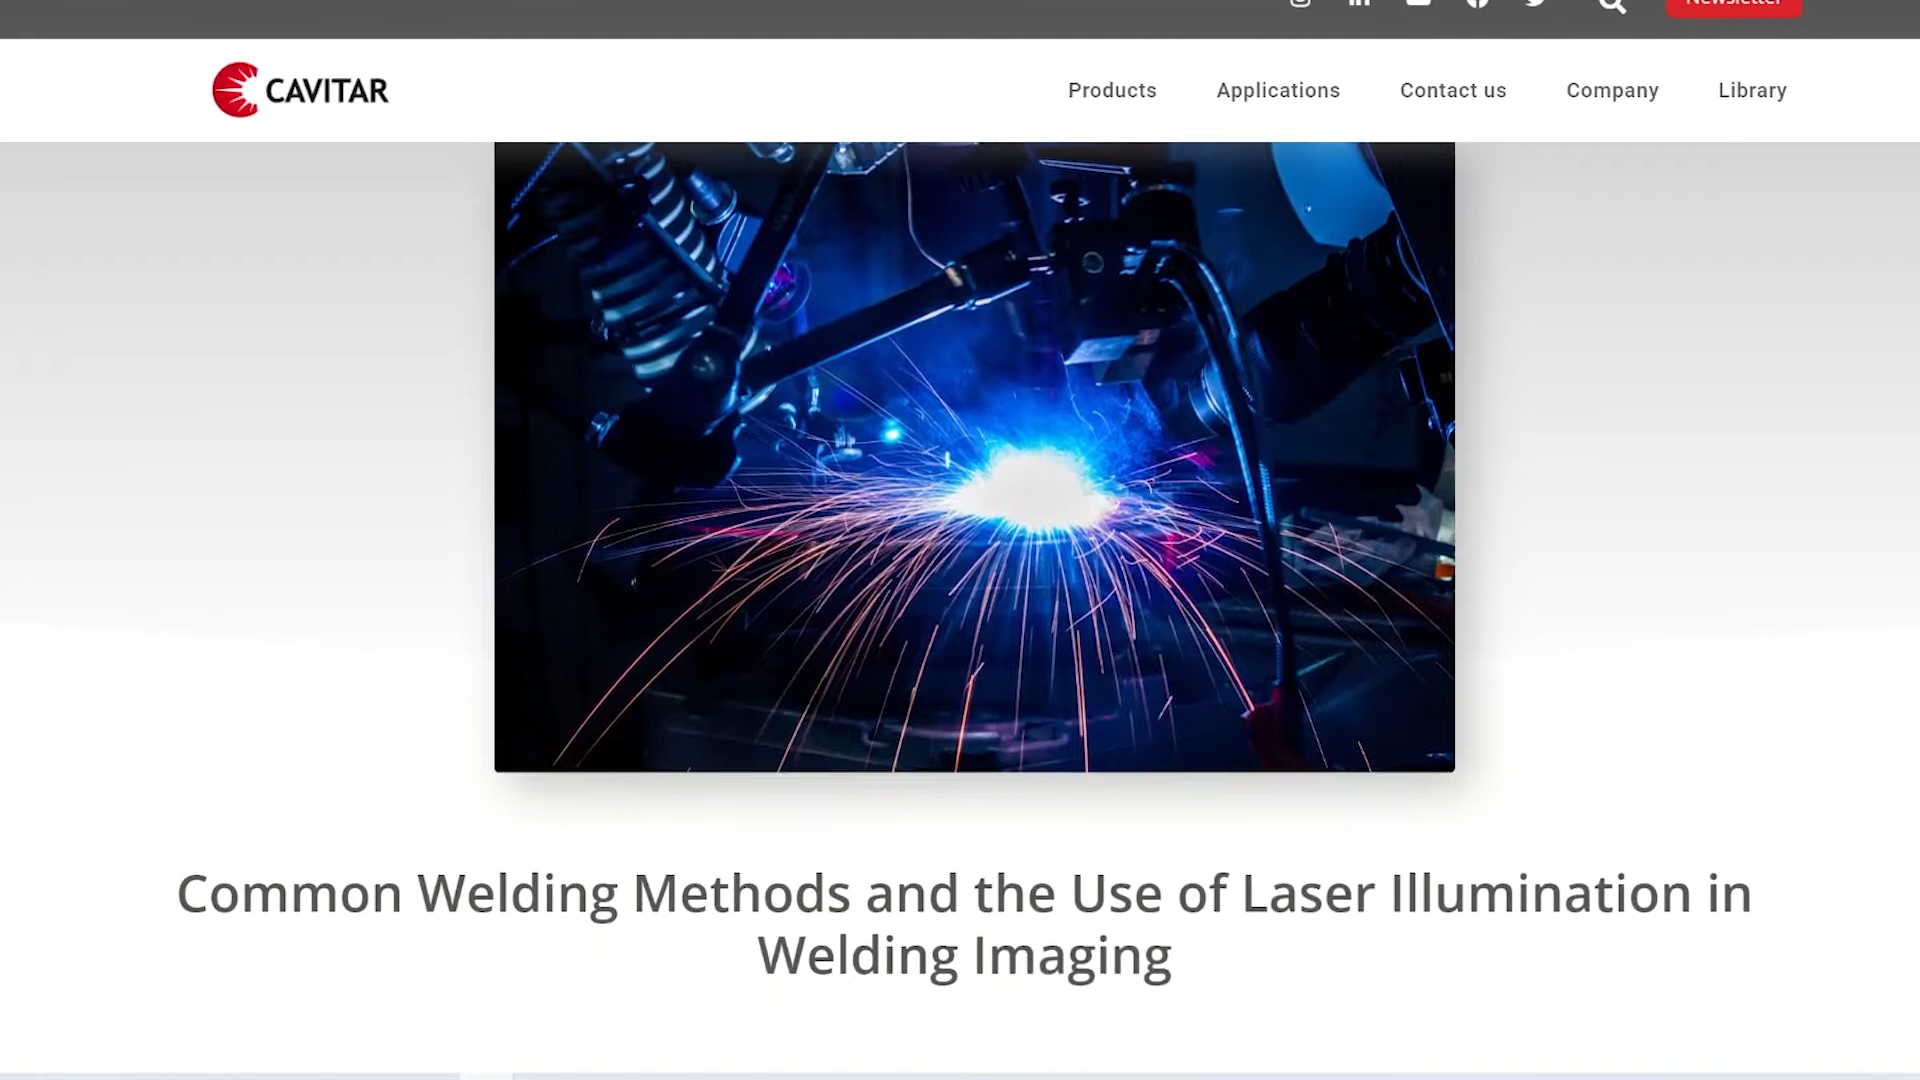 Newsletter
CAVITAR
Products Applications Contact us Company Library
Common Welding Methods and the Use of Laser Illumination in
Welding Imaging